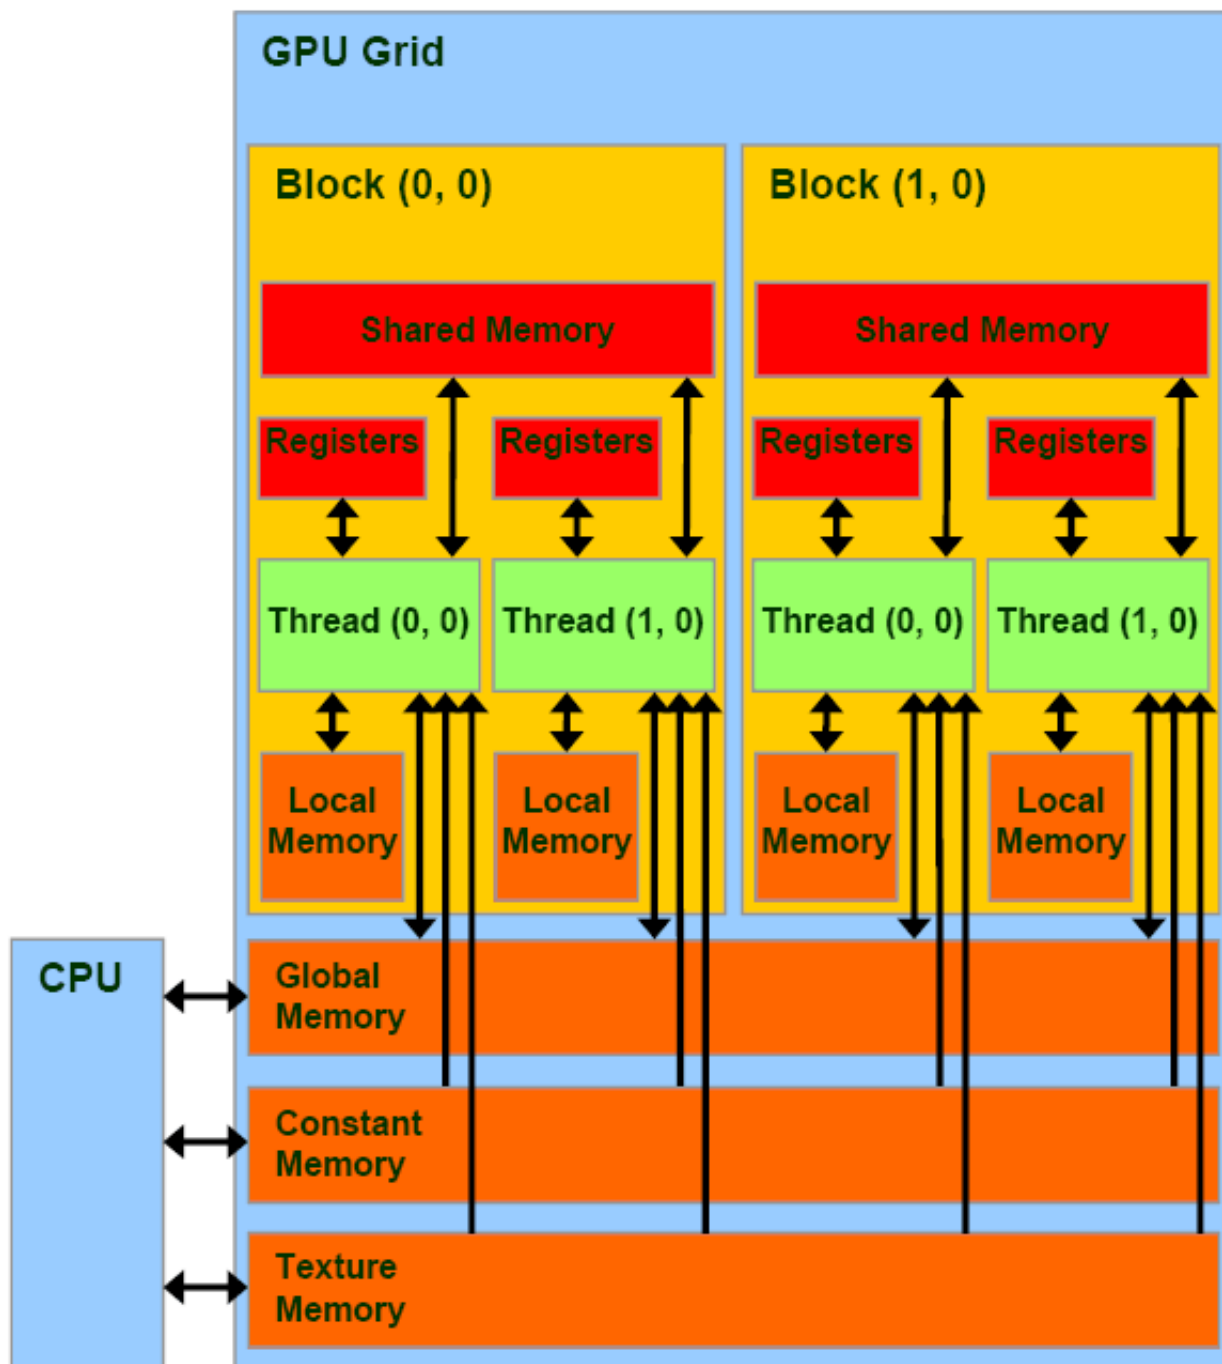 GPU Grid
Block (0, 0)
Shared Memory
Registers
Registers
Thread (0, 0)
Thread (1, 0)
Local
Memory
Local
Memory
Block (1, 0)
Shared Memory
Registers
Registers
Thread (0, 0)
Thread (1, 0)
Local
Memory
Local
Memory
CPU
Global
Memory
Constant
Memory
Texture
Memory